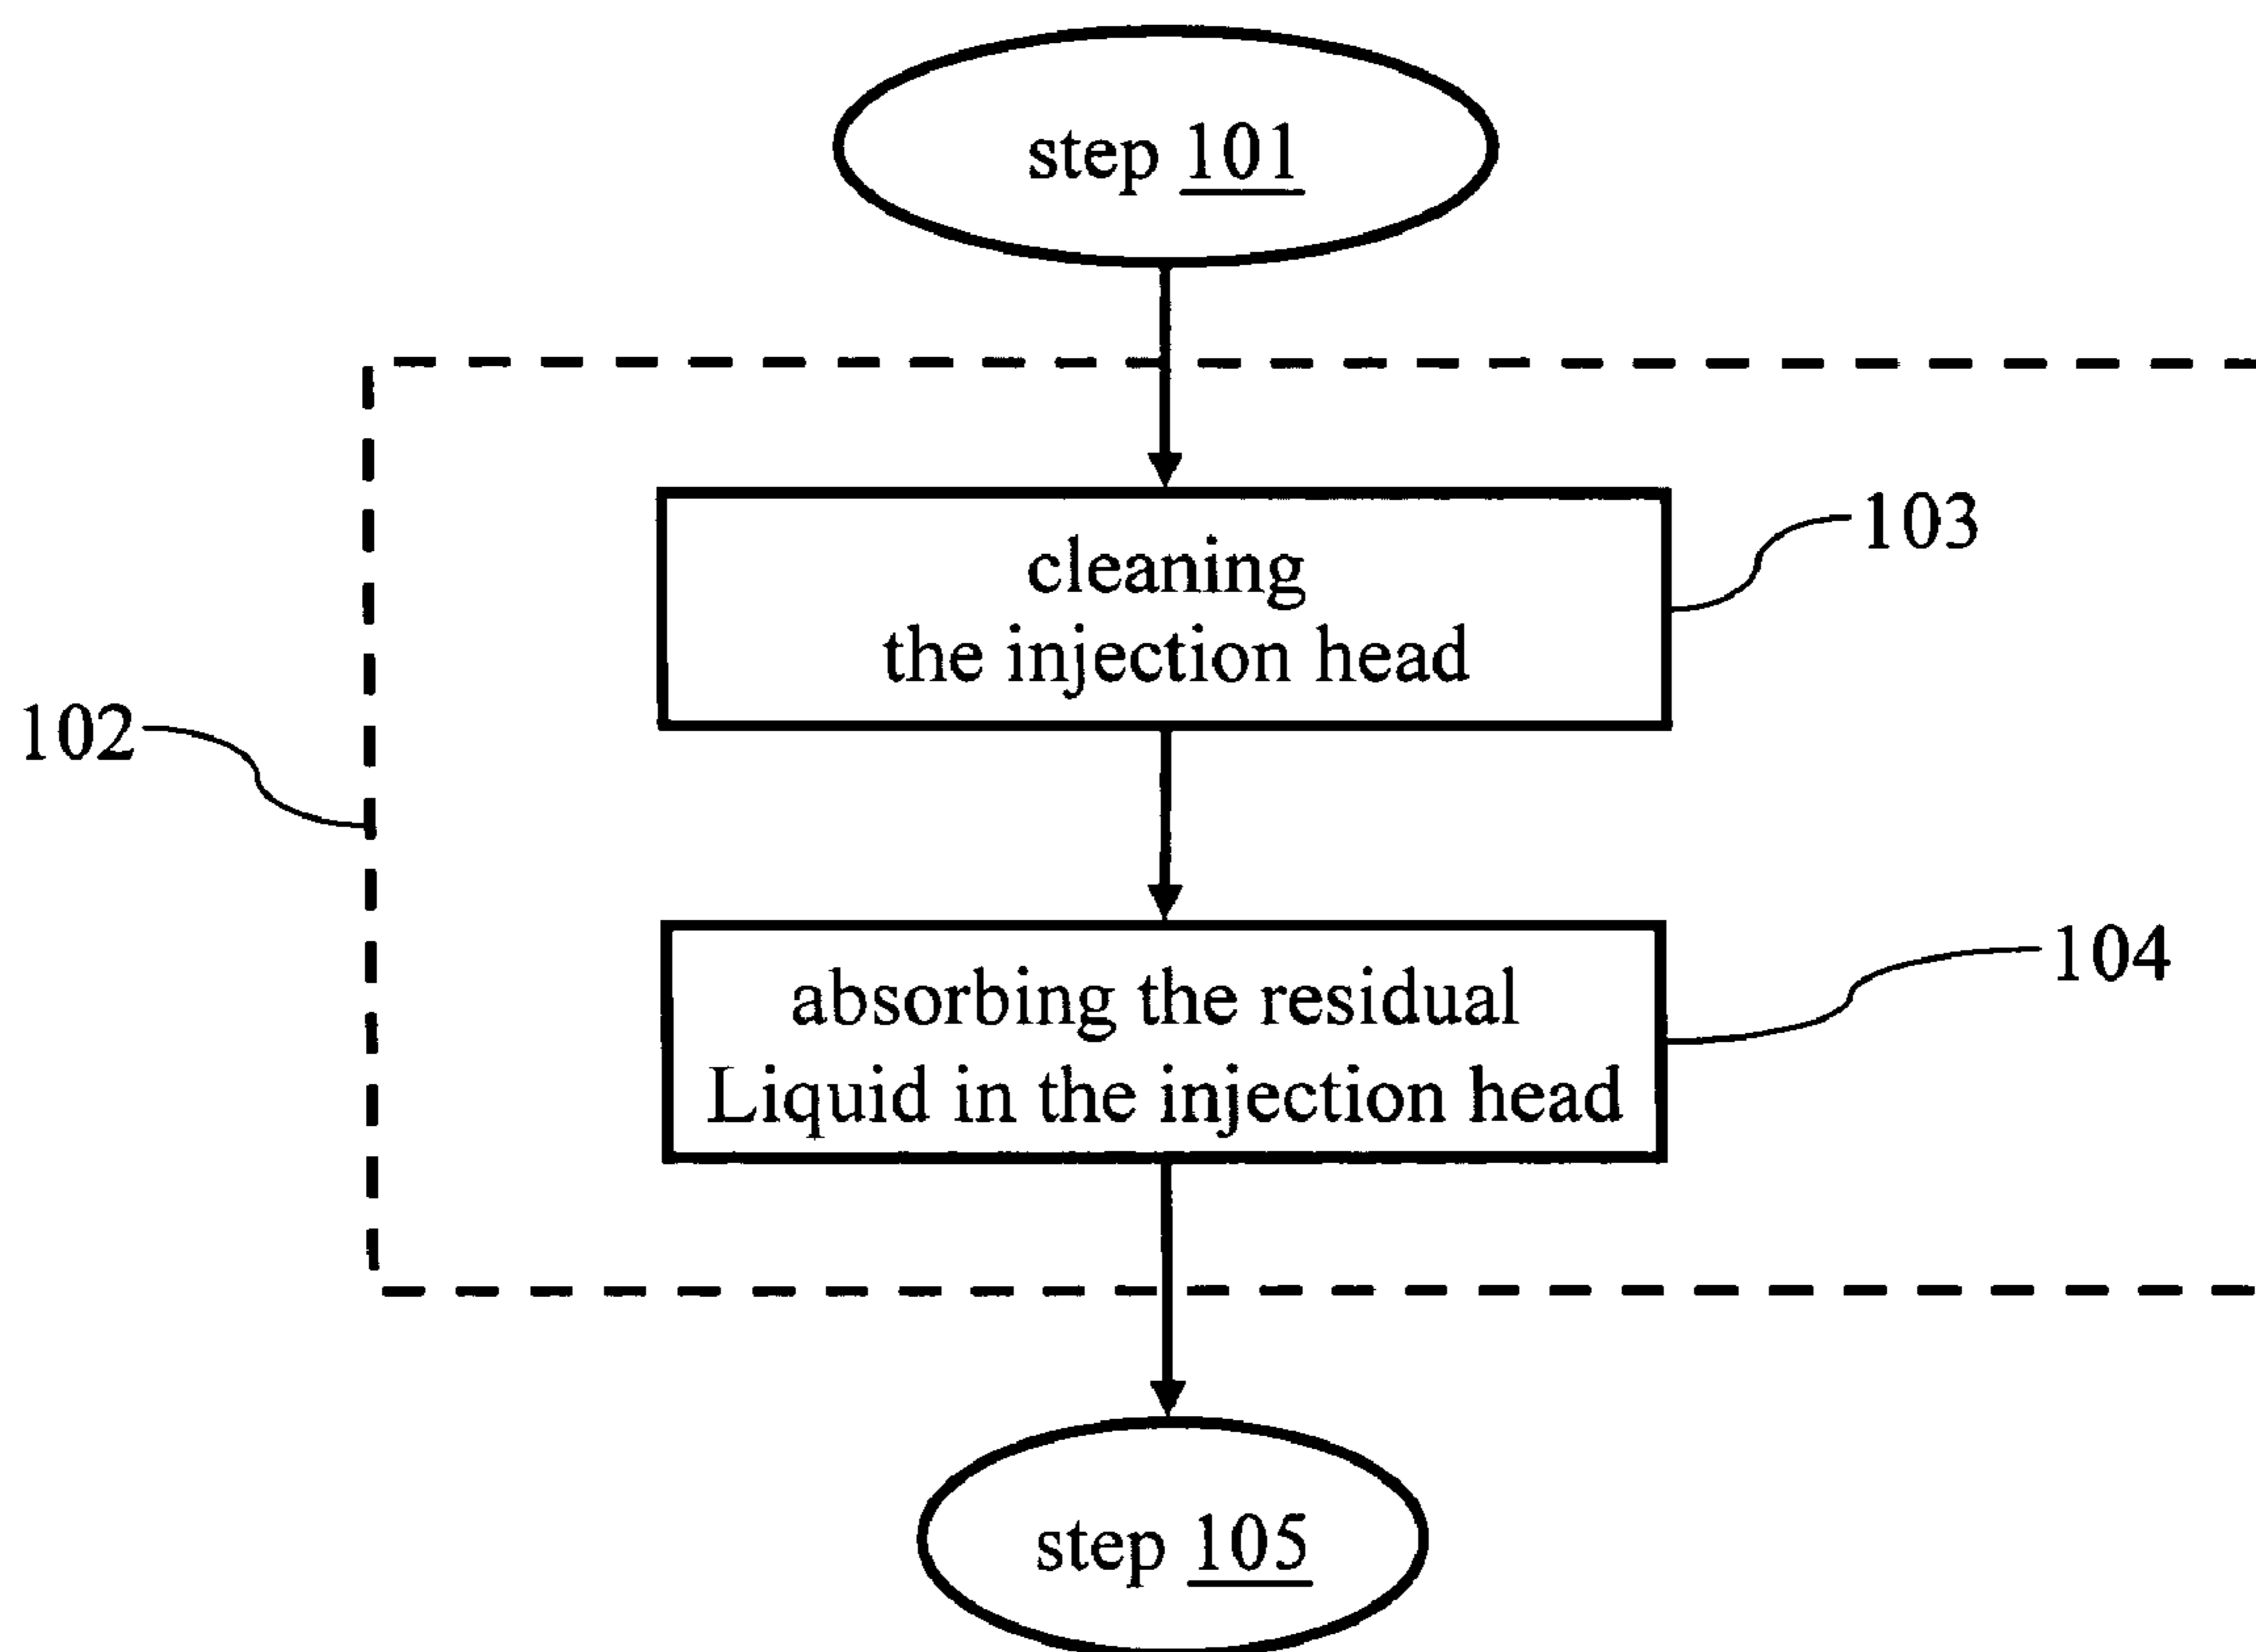 step 101
cleaning
the injection head
103
102
absorbing the residual
Liquid in the injection head
104
step 105